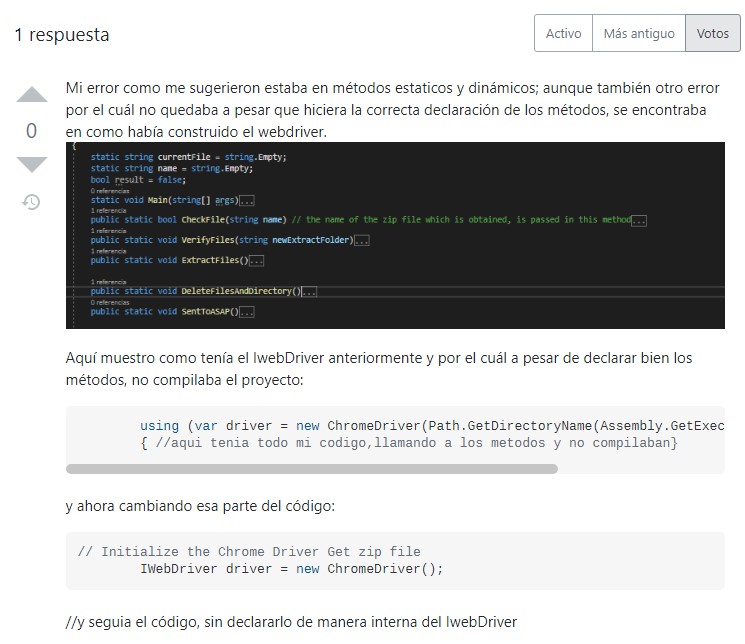 1 respuesta
Activo
Más antiguo
Votos
Mi error como me sugerieron estaba en métodos estaticos y dinámicos; aunque también otro error
por el cuál no quedaba a pesar que hiciera la correcta declaración de los métodos, se encontraba
0
en como había construido el webdriver.
{
static string currentFile = string.Empty;
static string name = string.Empty;
bool result = false;
0 referencias
static void Main(string[] args)...
1 referencia
public static bool CheckFile(string name) // the name of the zip file which is obtained, is passed in this method...
1 referencia
public static void VerifyFiles(string newExtractFolder)...
1 referencia
public static void ExtractFiles()...
1 referencia
public static void DeleteFilesAndDirectory()...
0 referencias
public static void SentToASAP()...
Aquí muestro como tenía el IwebDriver anteriormente y por el cuál a pesar de declarar bien los
métodos, no compilaba el proyecto:
using (var driver = new ChromeDriver(Path.GetDirectoryName(Assembly.GetExec
{ //aqui tenia todo mi codigo,llamando a los metodos y no compilaban}
y ahora cambiando esa parte del código:
// Initialize the Chrome Driver Get zip file
IWebDriver driver = new ChromeDriver();
//y seguia el código, sin declararlo de manera interna del IwebDriver